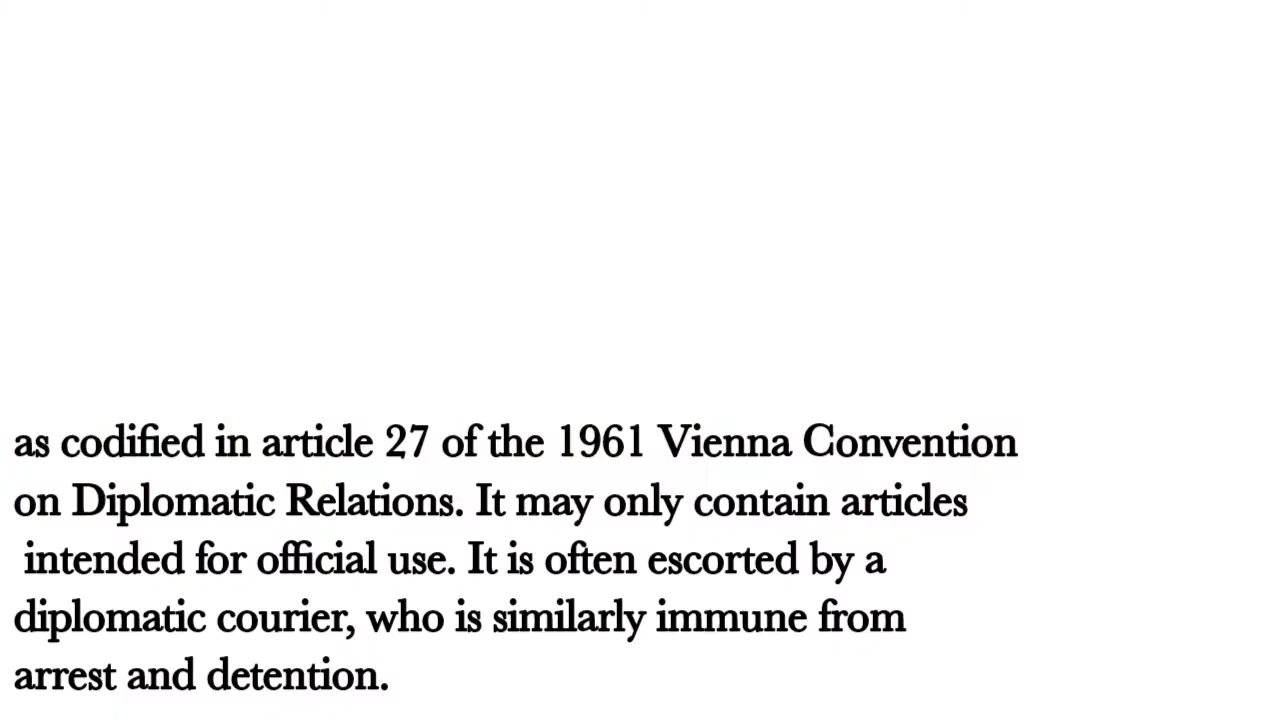 as codified in article 27 of the 1961 Vienna Convention
on Diplomatic Relations. It may only contain articles
intended for official use. It is often escorted by a
diplomatic courier, who is similarly immune from
arrest and detention.